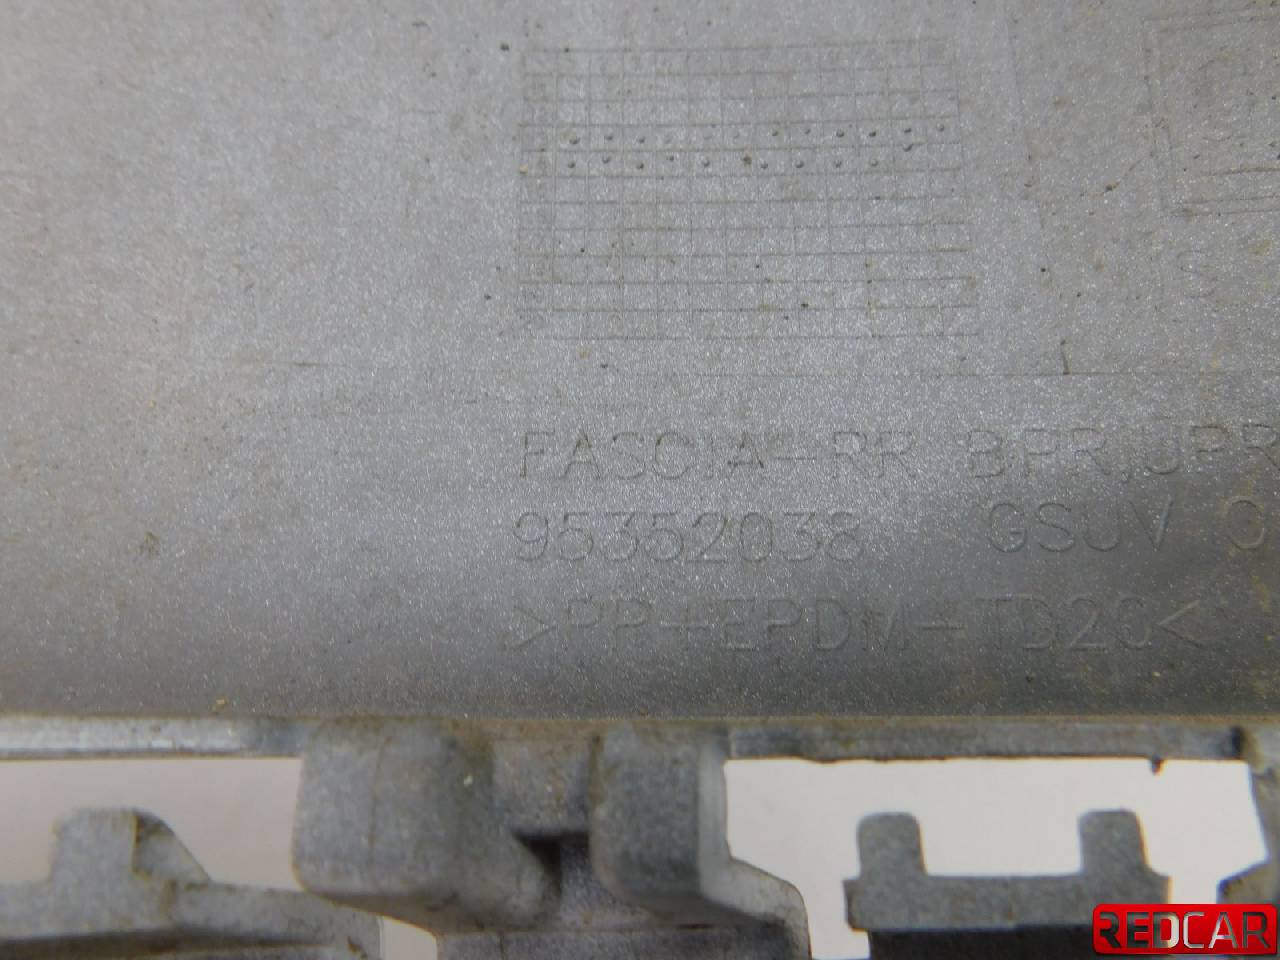 FASCIA-RR BPR,UPR
95352038 GSUV O
>PP+EPDM-TD20<
REDCAR